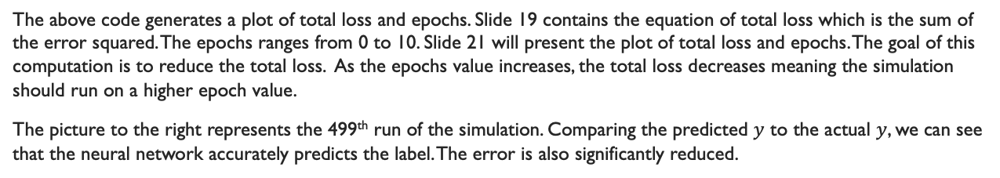 The above code generates a plot of total loss and epochs. Slide 19 contains the equation of total loss which is the sum of
the error squared. The epochs ranges from 0 to 10. Slide 21 will present the plot of total loss and epochs. The goal of this
computation is to reduce the total loss. As the epochs value increases, the total loss decreases meaning the simulation
should run on a higher epoch value.
The picture to the right represents the 499th run of the simulation. Comparing the predicted y to the actual y, we can see
that the neural network accurately predicts the label. The error is also significantly reduced.